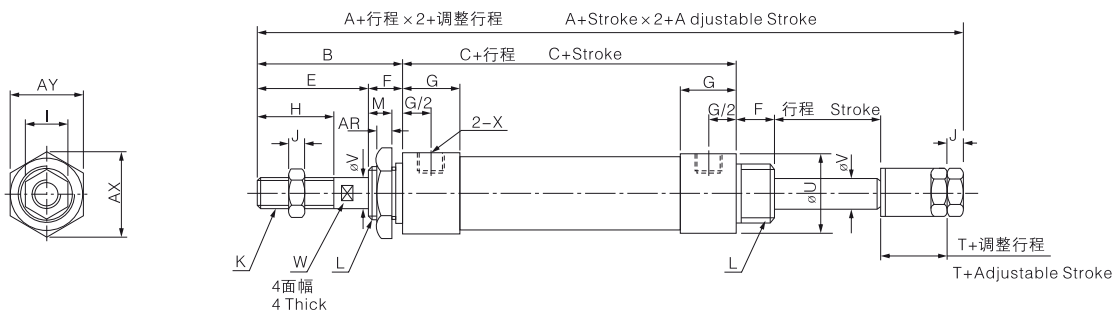 A+行程×2+调整行程 A+Stroke×2+A djustable Stroke
B C+行程 C+Stroke
AY E F G G
I H M G/2 G/2 F 行程 Stroke
J AR 2-X J
AX øV øU øV
K W L L T+调整行程
4面幅 T+Adjustable Stroke
4 Thick